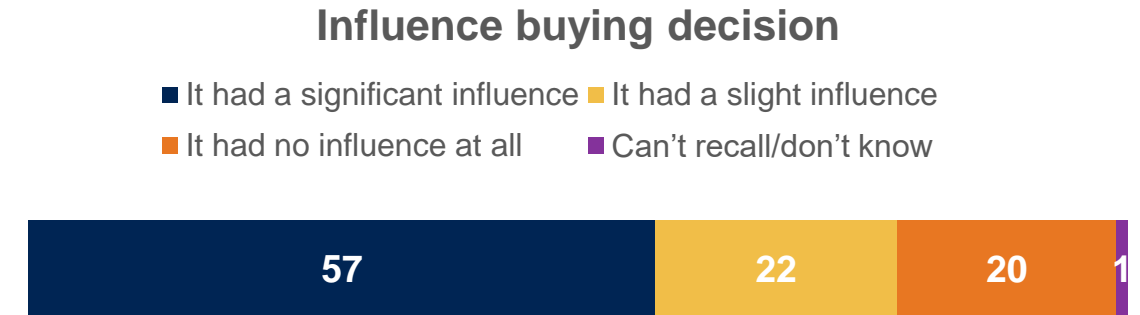 Influence buying decision
It had a significant influence It had a slight influence
It had no influence at all Can’t recall/don’t know
57 22 20 1